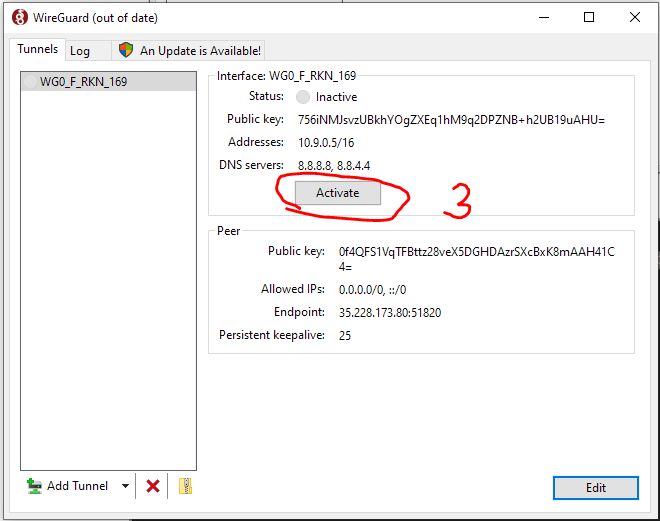 WireGuard (out of date)
Tunnels Log An Update is Available!
WG0_F_RKN_169
Interface: WG0_F_RKN_169
Status: Inactive
Public key: 756iNMJsvzUBkhYOgZXEq1hM9q2DPZNB+h2UB19uAHU=
Addresses: 10.9.0.5/16
DNS servers: 8.8.8.8, 8.8.4.4
Activate
3
Peer
Public key: 0f4QFS1VqTFBttz28veX5DGHDAzrSXcBxK8mAAH41C
4=
Allowed IPs: 0.0.0.0/0, ::/0
Endpoint: 35.228.173.80:51820
Persistent keepalive: 25
Add Tunnel
Edit